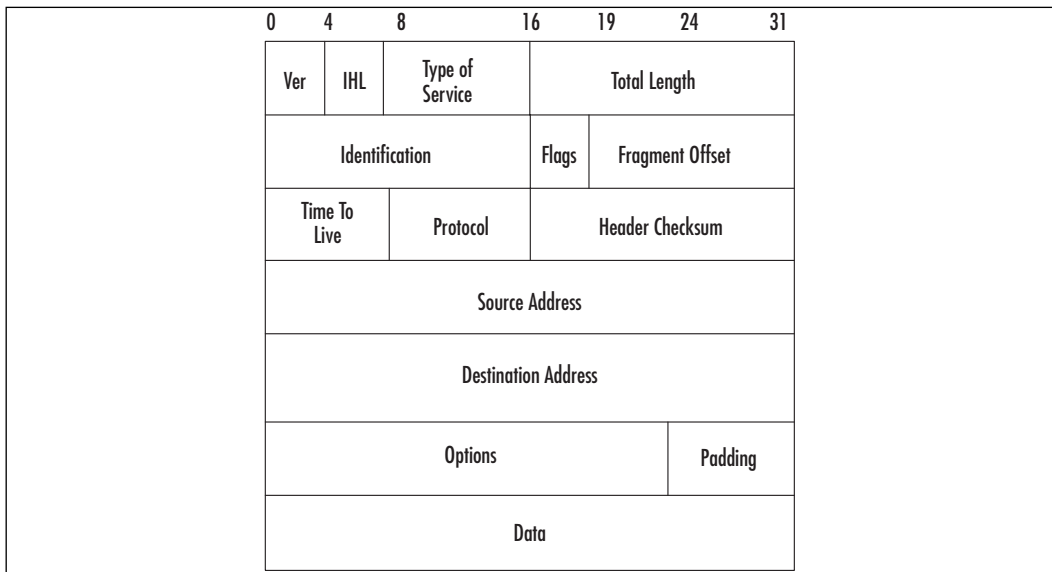 0 4 8 16 19 24 31
Ver IHL Type of Service Total Length
Identification Flags Fragment Offset
Time To Live Protocol Header Checksum
Source Address
Destination Address
Options Padding
Data